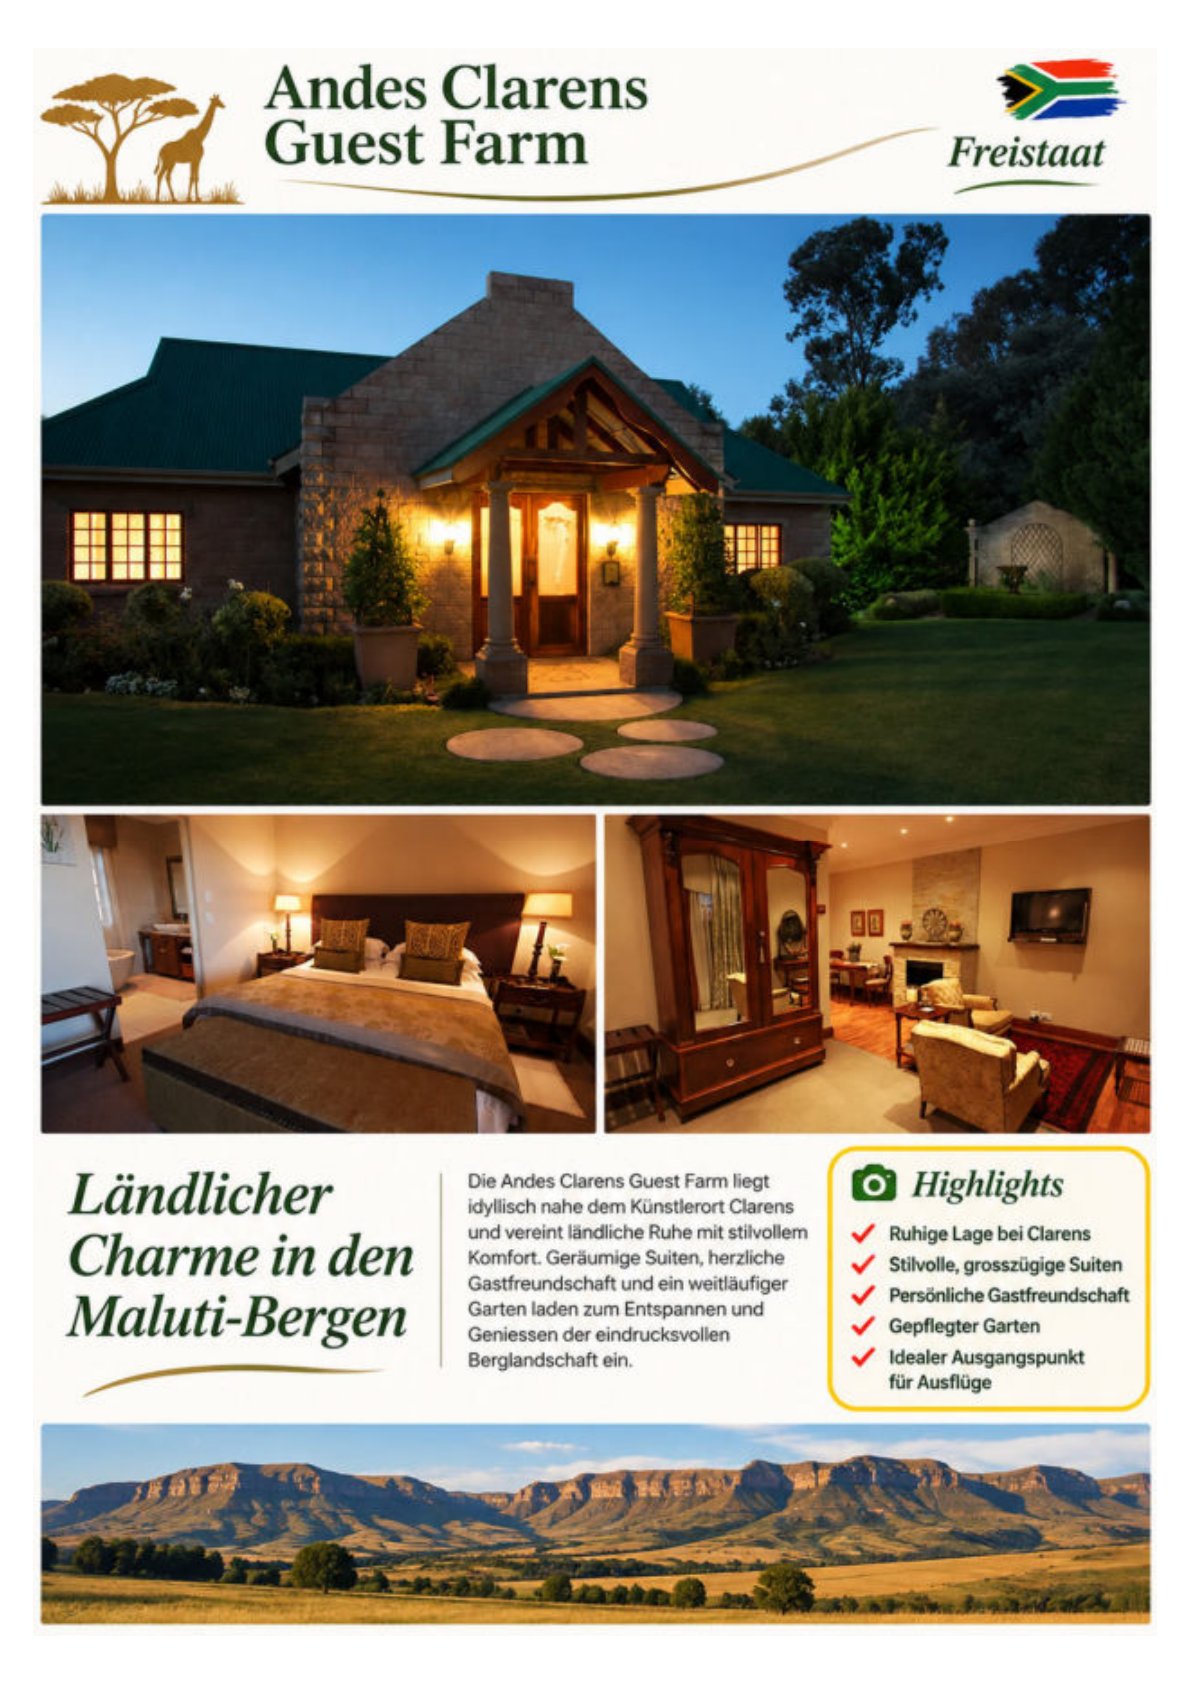 Andes Clarens
Guest Farm
Freistaat
Ländlicher
Charme in den
Maluti-Bergen
Die Andes Clarens Guest Farm liegt
idyllisch nahe dem Künstlerort Clarens
und vereint ländliche Ruhe mit stilvollem
Komfort. Geräumige Suiten, herzliche
Gastfreundschaft und ein weitläufiger
Garten laden zum Entspannen und
Geniessen der eindrucksvollen
Berglandschaft ein.
Highlights
Ruhige Lage bei Clarens
Stilvolle, grosszügige Suiten
Persönliche Gastfreundschaft
Gepflegter Garten
Idealer Ausgangspunkt
für Ausflüge